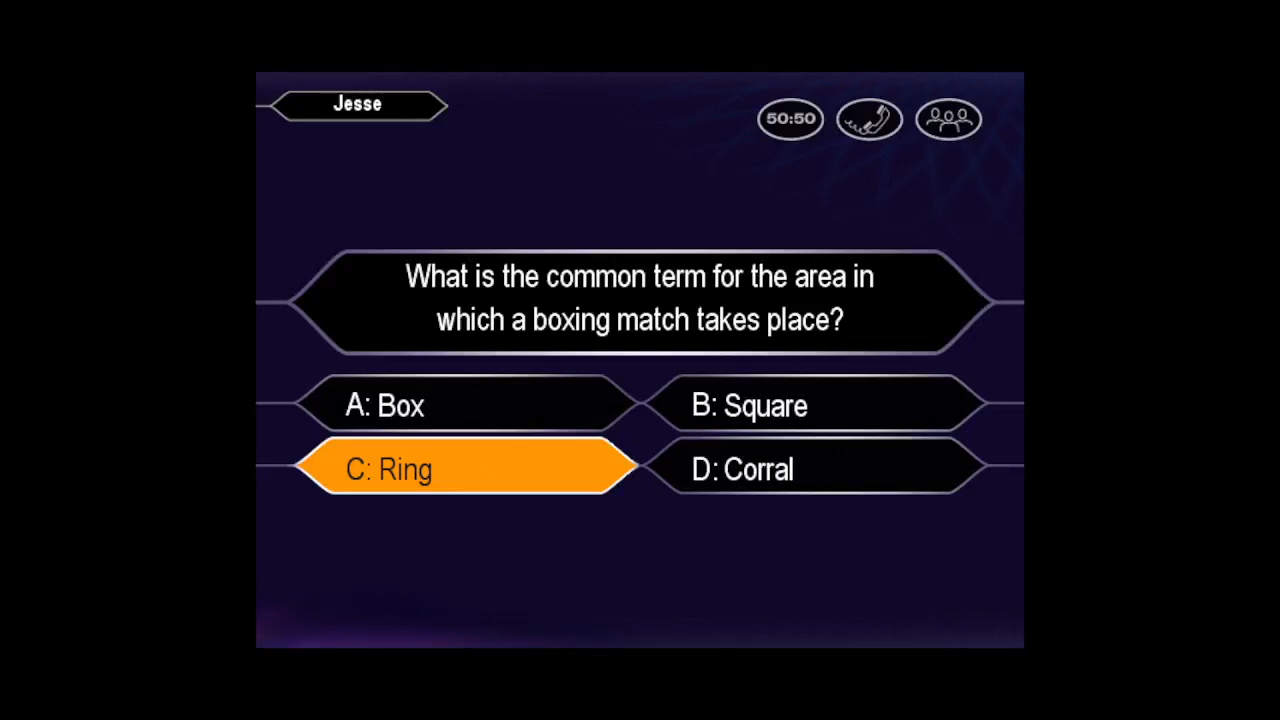 Jesse
50:50
What is the common term for the area in
which a boxing match takes place?
A: Box
B: Square
C: Ring
D: Corral